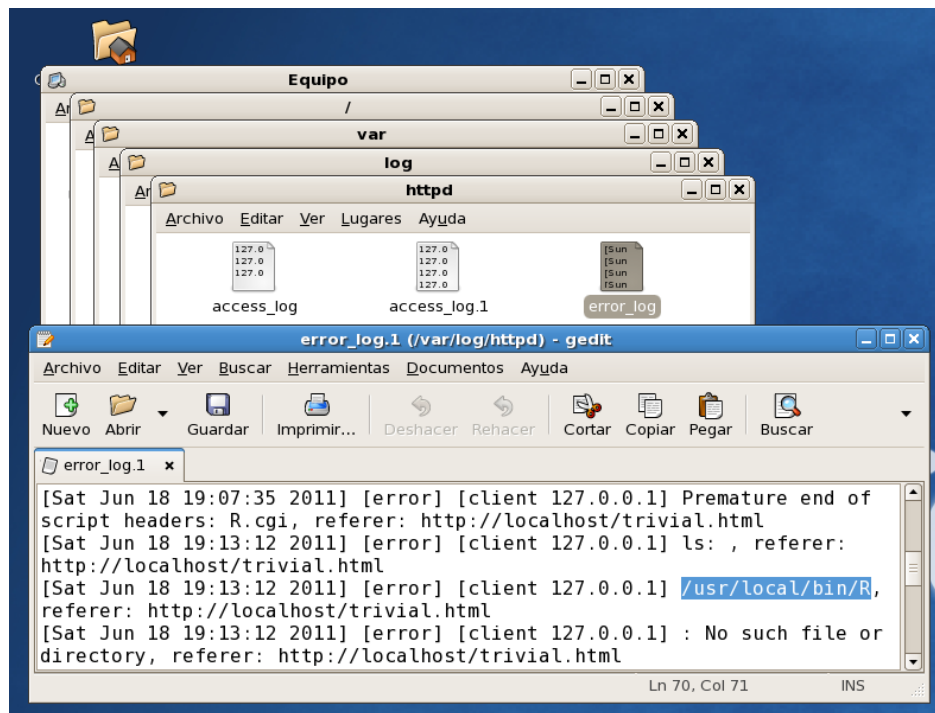 Equipo
/
var
log
httpd
Archivo Editar Ver Lugares Ayuda
127.0
127.0
127.0
access_log
127.0
127.0
127.0
127.0
access_log.1
[Sun
[Sun
[Sun
[Sun
error_log
error_log.1 (/var/log/httpd) - gedit
Archivo Editar Ver Buscar Herramientas Documentos Ayuda
Nuevo Abrir Guardar Imprimir... Deshacer Rehacer Cortar Copiar Pegar Buscar
error_log.1
[Sat Jun 18 19:07:35 2011] [error] [client 127.0.0.1] Premature end of
script headers: R.cgi, referer: http://localhost/trivial.html
[Sat Jun 18 19:13:12 2011] [error] [client 127.0.0.1] ls: , referer:
http://localhost/trivial.html
[Sat Jun 18 19:13:12 2011] [error] [client 127.0.0.1] /usr/local/bin/R,
referer: http://localhost/trivial.html
[Sat Jun 18 19:13:12 2011] [error] [client 127.0.0.1] : No such file or
directory, referer: http://localhost/trivial.html
Ln 70, Col 71 INS